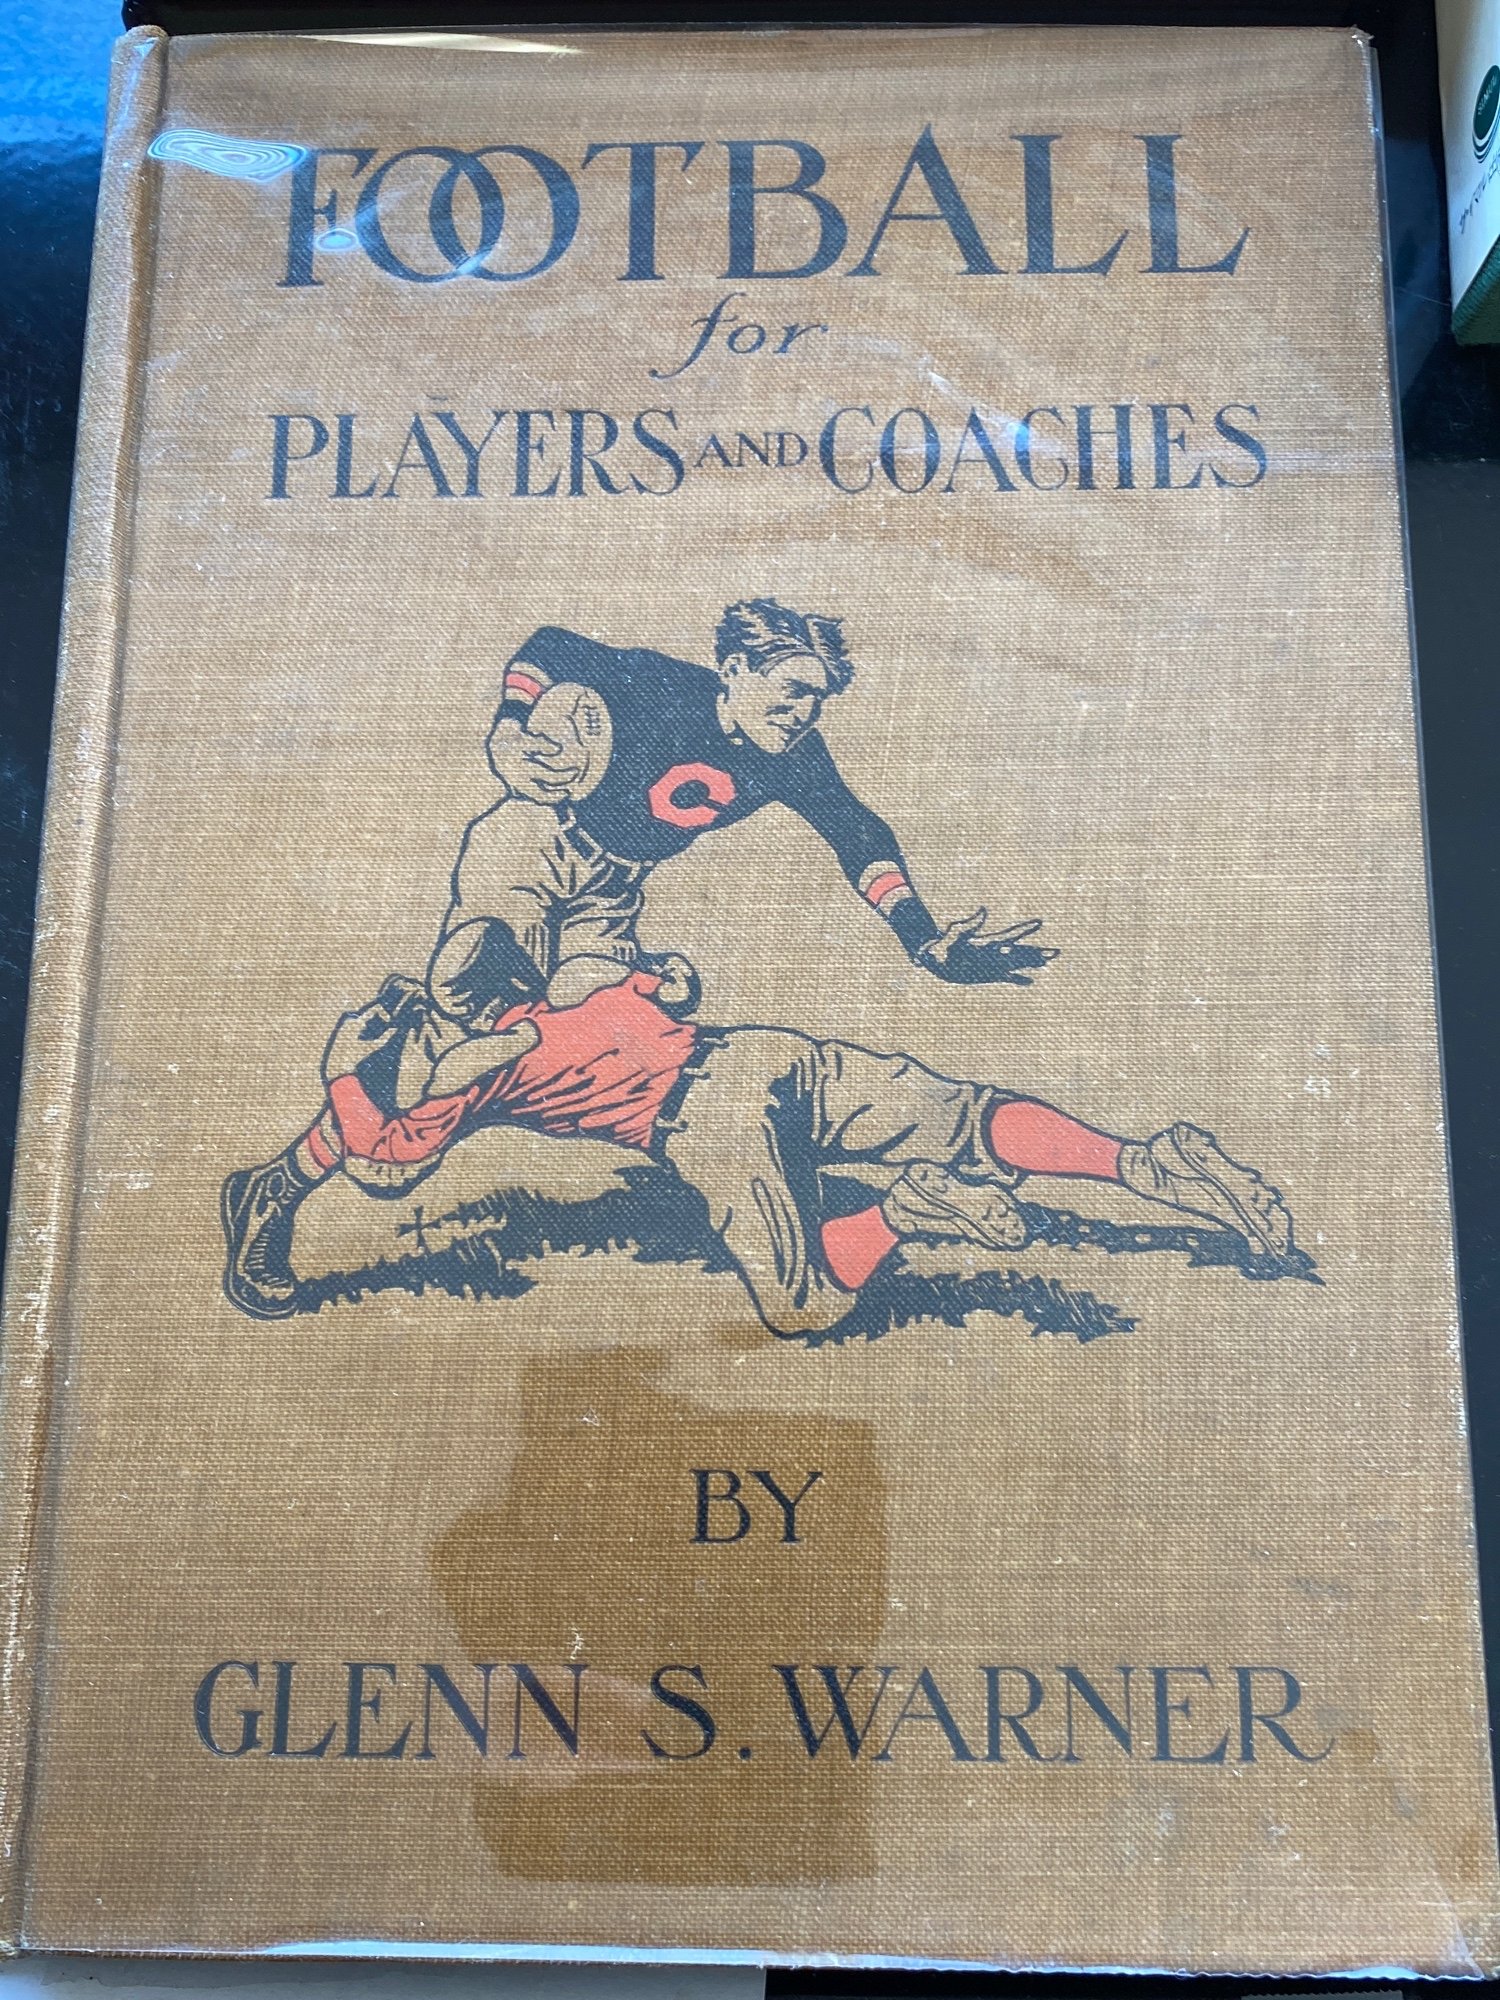 FOOTBALL
for
PLAYERS AND COACHES
C
BY
GLENN S. WARNER